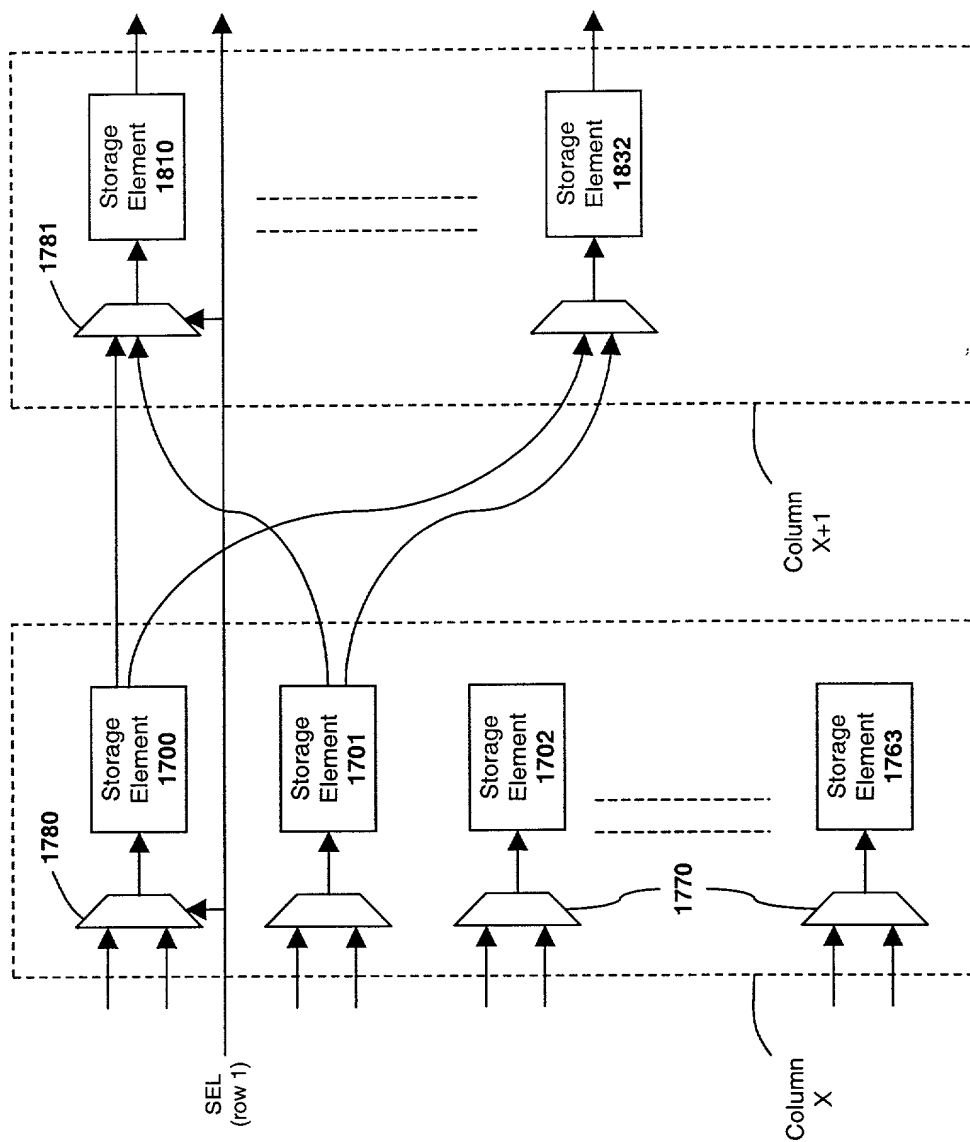 1781
Storage
Element
1810
Storage
Element
1832
Column
X+1
1780
Storage
Element
1700
Storage
Element
1701
Storage
Element
1702
Storage
Element
1763
1770
SEL
(row 1)
Column
X